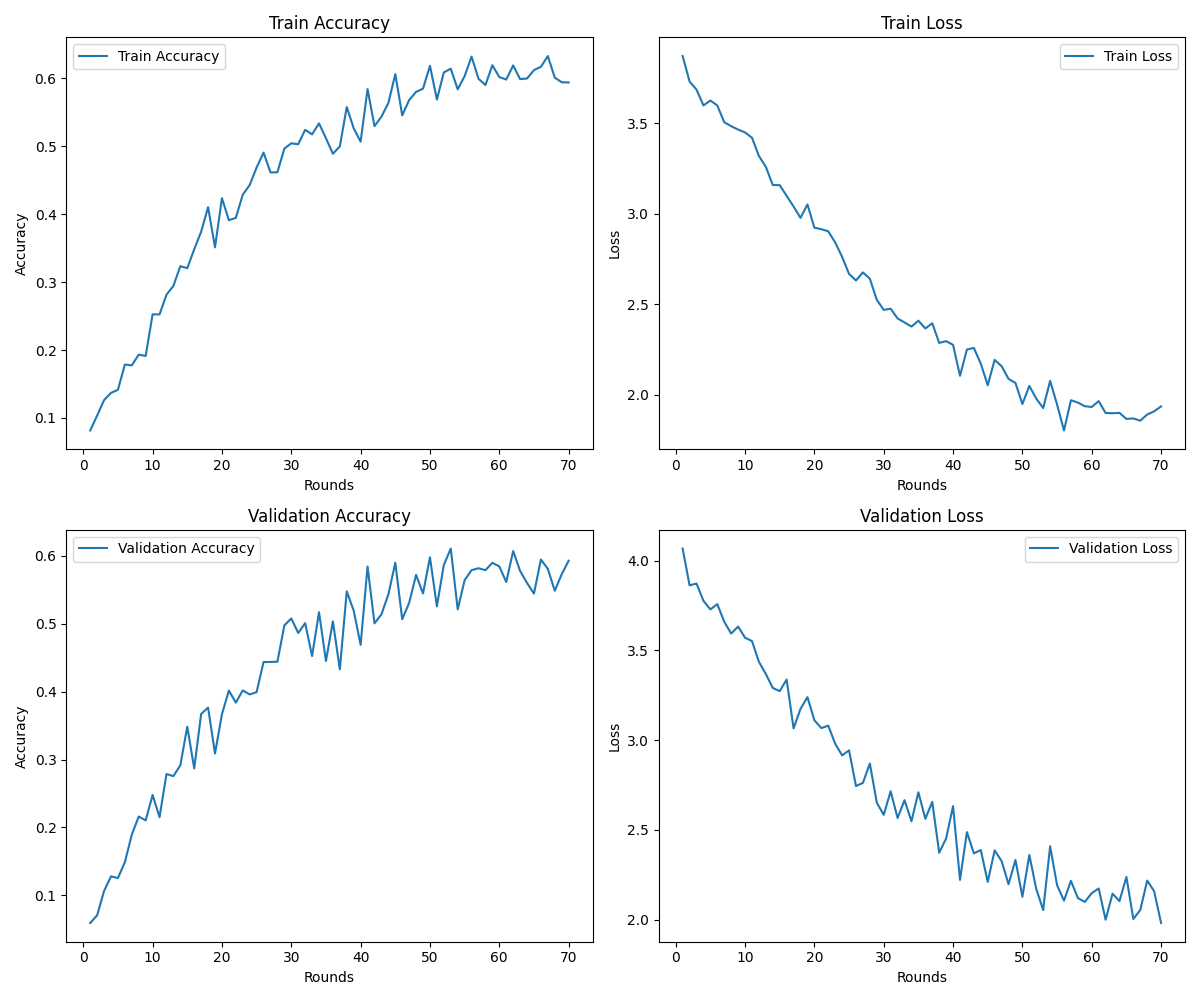 Train Accuracy
Train Accuracy
Accuracy
0.6
0.5
0.4
0.3
0.2
0.1
0 10 20 30 40 50 60 70
Rounds
Train Loss
Train Loss
Loss
3.5
3.0
2.5
2.0
0 10 20 30 40 50 60 70
Rounds
Validation Accuracy
Validation Accuracy
Accuracy
0.6
0.5
0.4
0.3
0.2
0.1
0 10 20 30 40 50 60 70
Rounds
Validation Loss
Validation Loss
Loss
4.0
3.5
3.0
2.5
2.0
0 10 20 30 40 50 60 70
Rounds